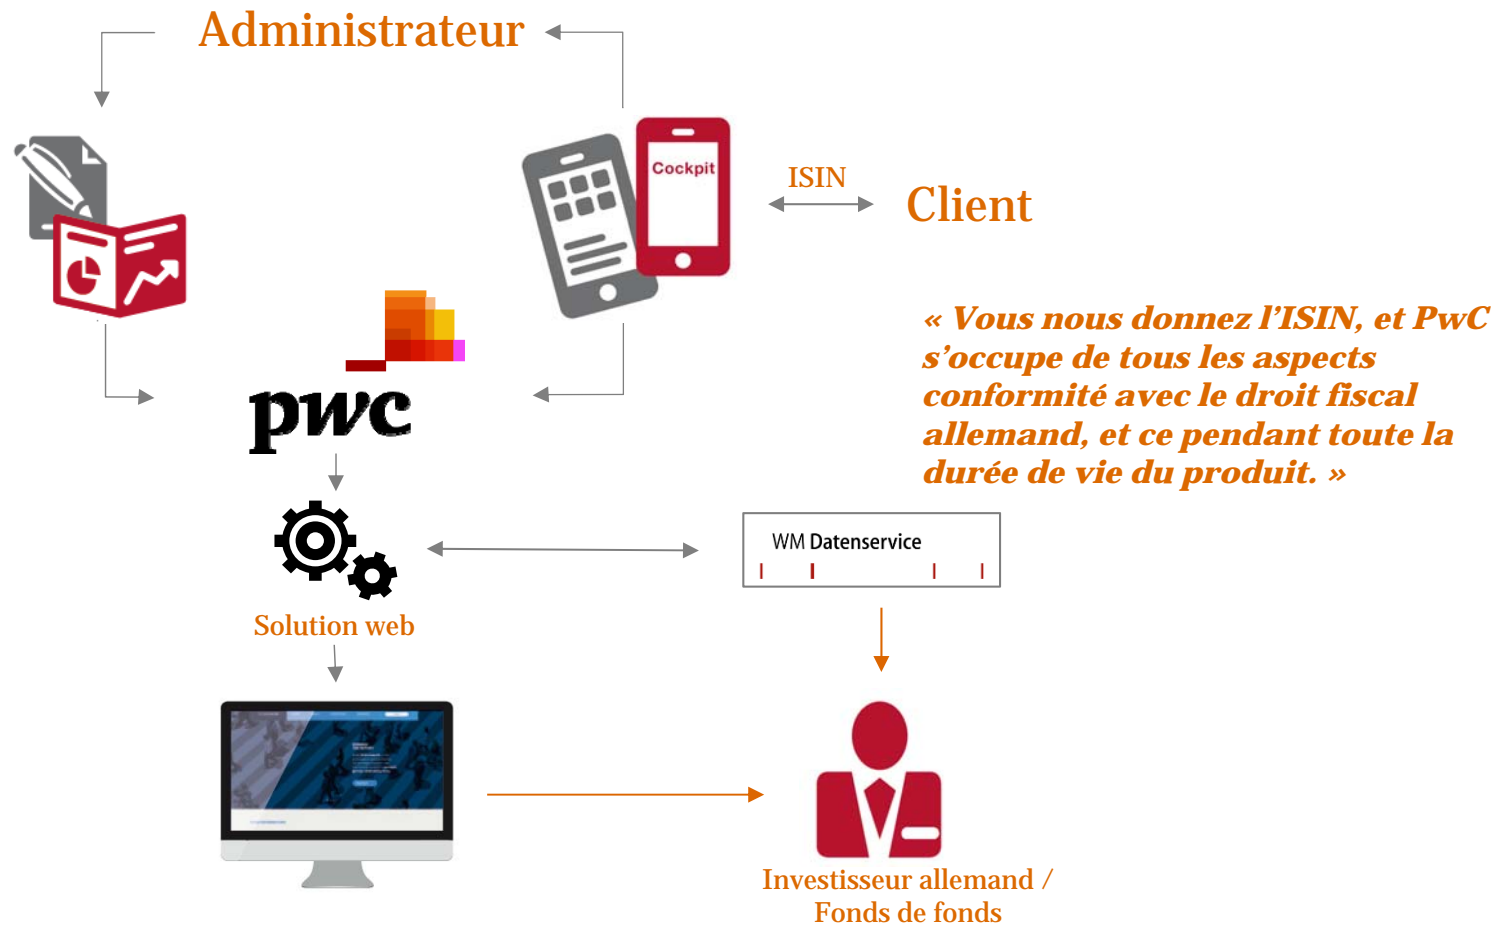 Administrateur
Cockpit
ISIN
Client
pwc
« Vous nous donnez l’ISIN, et PwC
s’occupe de tous les aspects
conformité avec le droit fiscal
allemand, et ce pendant toute la
durée de vie du produit. »
WM Datenservice
Solution web
Investisseur allemand /
Fonds de fonds